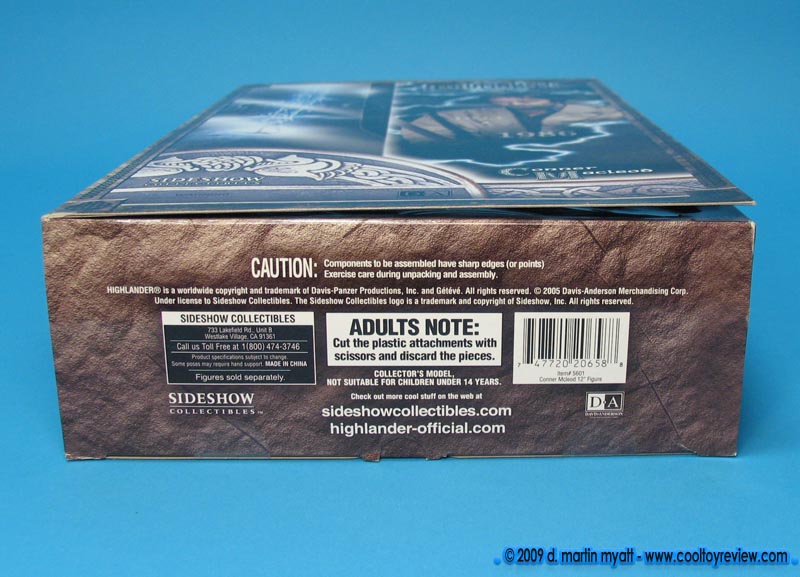 1986
Conner
Macleod
SIDESHOW
D A
CAUTION: Components to be assembled have sharp edges (or points)
Exercise care during unpacking and assembly.
HIGHLANDER® is a worldwide copyright and trademark of Davis-Panzer Productions, Inc. and Gétévé. All rights reserved. © 2005 Davis-Anderson Merchandising Corp.
Under license to Sideshow Collectibles. The Sideshow Collectibles logo is a trademark and copyright of Sideshow, Inc. All rights reserved.
SIDESHOW COLLECTIBLES
733 Lakefield Rd., Unit B
Westlake Village, CA 91361
Call us Toll Free at 1(800) 474-3746
Product specifications subject to change.
Some poses may require hand support. MADE IN CHINA
Figures sold separately.
SIDESHOW
COLLECTIBLES™
ADULTS NOTE:
Cut the plastic attachments with
scissors and discard the pieces.
COLLECTOR'S MODEL,
NOT SUITABLE FOR CHILDREN UNDER 14 YEARS.
Check out more cool stuff on the web at
sideshowcollectibles.com
highlander-official.com
7 47720 20658 8
Item# 5601
Conner Mcleod 12" Figure
D A
DAVIS-ANDERSON
© 2009 d. martin myatt - www.cooltoyreview.com